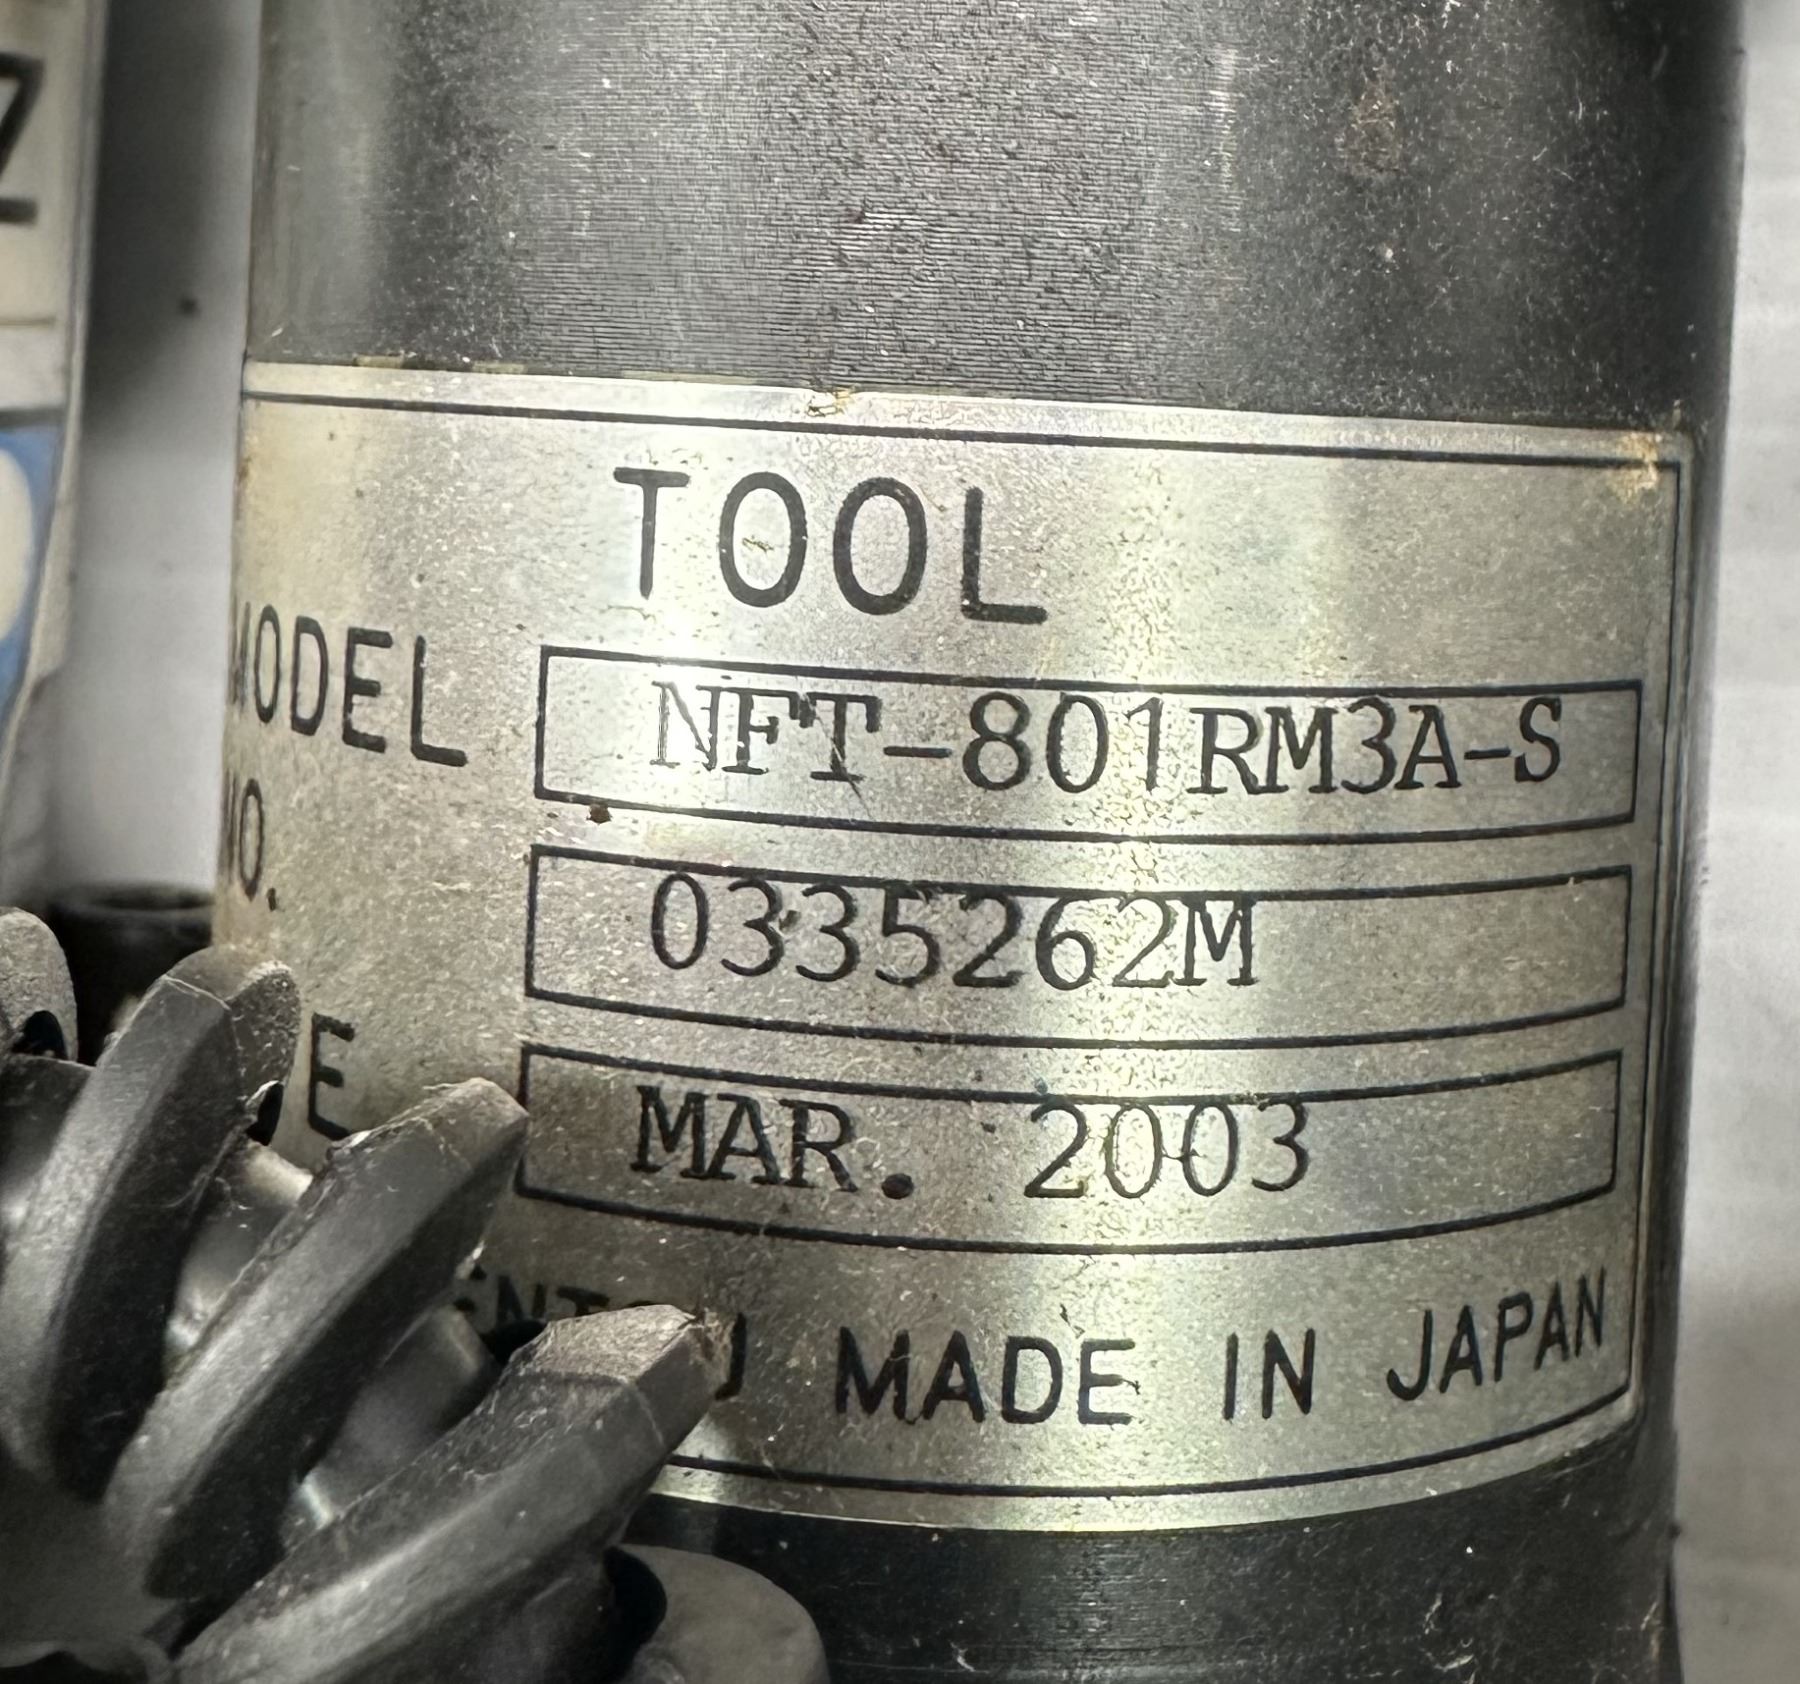 TOOL
MODEL NFT-801RM3A-S
NO. 0335262M
MAR. 2003
MADE IN JAPAN